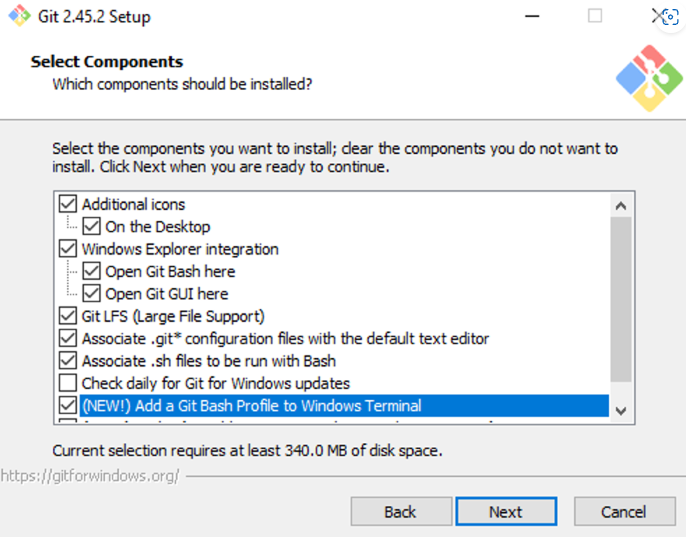 Git 2.45.2 Setup
Select Components
Which components should be installed?
Select the components you want to install; clear the components you do not want to
install. Click Next when you are ready to continue.
Additional icons
On the Desktop
Windows Explorer integration
Open Git Bash here
Open Git GUI here
Git LFS (Large File Support)
Associate .git* configuration files with the default text editor
Associate .sh files to be run with Bash
Check daily for Git for Windows updates
(NEW!) Add a Git Bash Profile to Windows Terminal
Current selection requires at least 340.0 MB of disk space.
https://gitforwindows.org/
Back Next Cancel